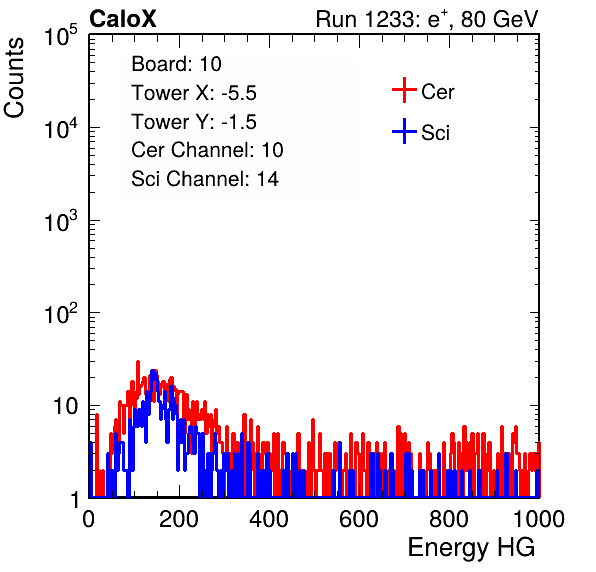 CaloX Run 1233: e⁺, 80 GeV
Counts
10⁵
10⁴
10³
10²
10
1
Board: 10
Tower X: -5.5
Tower Y: -1.5
Cer Channel: 10
Sci Channel: 14
Cer
Sci
0 200 400 600 800 1000
Energy HG